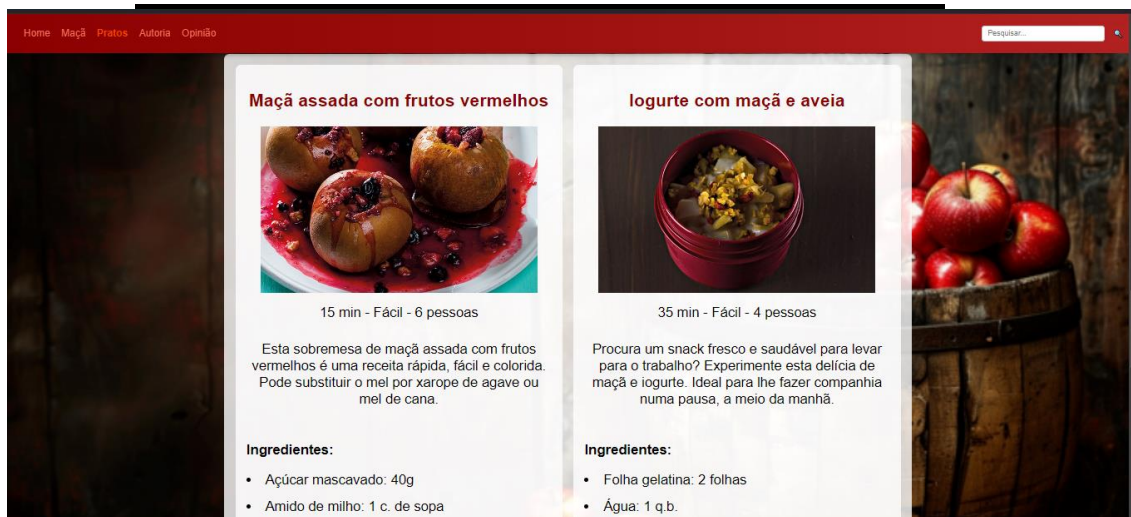 Home Maçã Pratos Autoria Opinião
Pesquisar...
Maçã assada com frutos vermelhos
15 min - Fácil - 6 pessoas
Esta sobremesa de maçã assada com frutos
vermelhos é uma receita rápida, fácil e colorida.
Pode substituir o mel por xarope de agave ou
mel de cana.
Ingredientes:
• Açúcar mascavado: 40g
• Amido de milho: 1 c. de sopa
Iogurte com maçã e aveia
35 min - Fácil - 4 pessoas
Procura um snack fresco e saudável para levar
para o trabalho? Experimente esta delícia de
maçã e iogurte. Ideal para lhe fazer companhia
numa pausa, a meio da manhã.
Ingredientes:
• Folha gelatina: 2 folhas
• Água: 1 q.b.